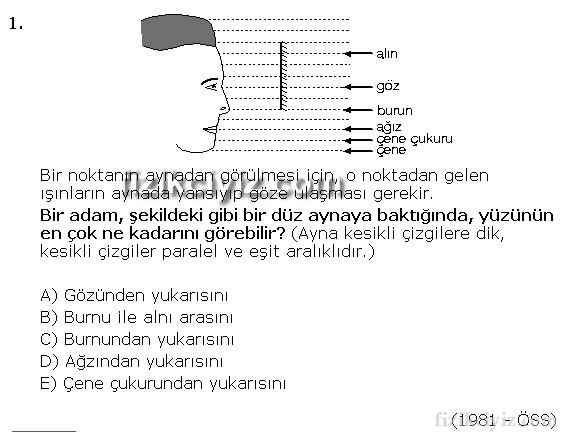 1.
alın
göz
burun
ağız
çene çukuru
çene
fizikciyiz.com
Bir noktanın aynadan görülmesi için, o noktadan gelen
ışınların aynada yansıyıp göze ulaşması gerekir.
Bir adam, şekildeki gibi bir düz aynaya baktığında, yüzünün
en çok ne kadarını görebilir? (Ayna kesikli çizgilere dik,
kesikli çizgiler paralel ve eşit aralıklıdır.)
A) Gözünden yukarısını
B) Burnu ile alnı arasını
C) Burnundan yukarısını
D) Ağzından yukarısını
E) Çene çukurundan yukarısını
(1981 – ÖSS)